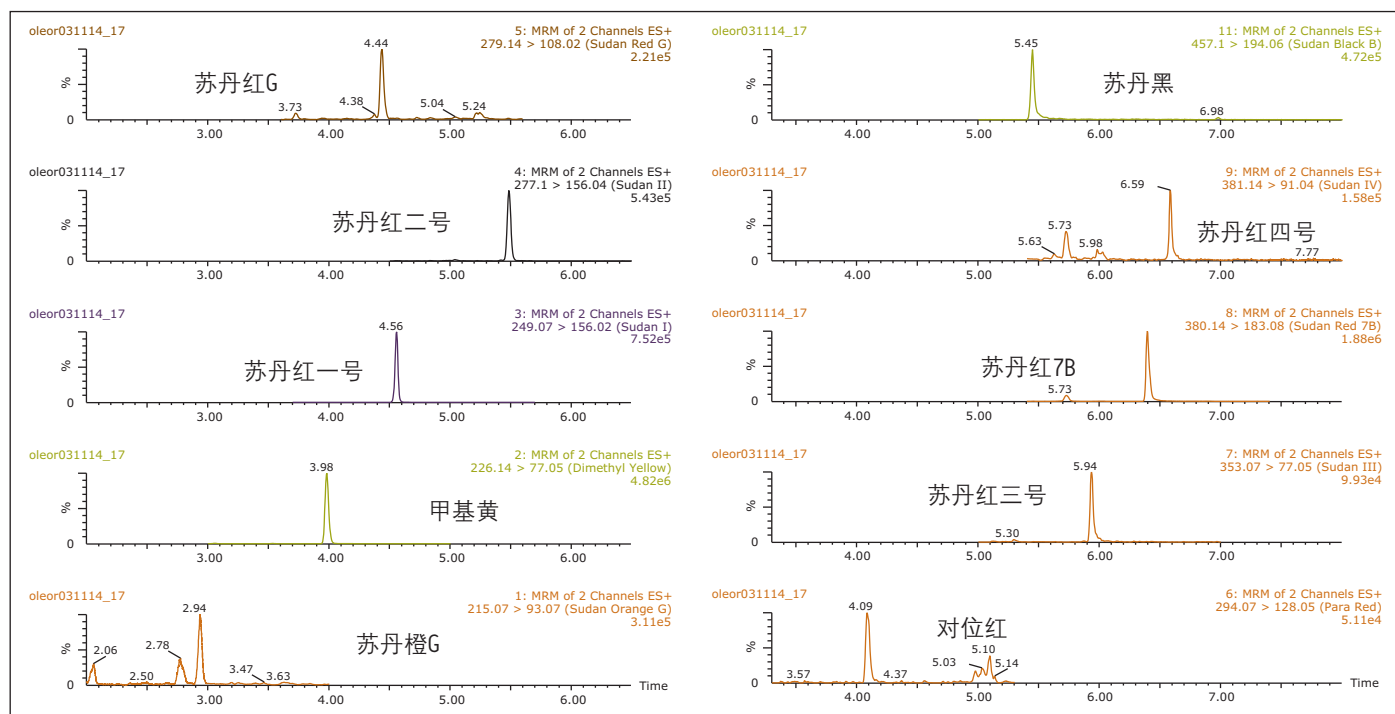 oleor031114_17
5: MRM of 2 Channels ES+
279.14 > 108.02 (Sudan Red G)
2.21e5
苏丹红G
4.44
3.73
4.38
5.04
5.24
%
0
3.00 4.00 5.00 6.00
oleor031114_17
4: MRM of 2 Channels ES+
277.1 > 156.04 (Sudan II)
5.43e5
苏丹红二号
%
0
3.00 4.00 5.00 6.00
oleor031114_17
3: MRM of 2 Channels ES+
249.07 > 156.02 (Sudan I)
7.52e5
苏丹红一号
4.56
%
0
3.00 4.00 5.00 6.00
oleor031114_17
2: MRM of 2 Channels ES+
226.14 > 77.05 (Dimethyl Yellow)
4.82e6
甲基黄
3.98
%
0
3.00 4.00 5.00 6.00
oleor031114_17
1: MRM of 2 Channels ES+
215.07 > 93.07 (Sudan Orange G)
3.11e5
苏丹橙G
2.94
2.06
2.78
2.50
3.47
3.63
%
0
Time
3.00 4.00 5.00 6.00
oleor031114_17
11: MRM of 2 Channels ES+
457.1 > 194.06 (Sudan Black B)
4.72e5
苏丹黑
5.45
6.98
%
0
4.00 5.00 6.00 7.00
oleor031114_17
9: MRM of 2 Channels ES+
381.14 > 91.04 (Sudan IV)
1.58e5
苏丹红四号
6.59
5.73
5.63
5.98
7.77
%
0
4.00 5.00 6.00 7.00
oleor031114_17
8: MRM of 2 Channels ES+
380.14 > 183.08 (Sudan Red 7B)
1.88e6
苏丹红7B
5.73
%
0
4.00 5.00 6.00 7.00
oleor031114_17
7: MRM of 2 Channels ES+
353.07 > 77.05 (Sudan III)
9.93e4
苏丹红三号
5.94
5.30
%
0
4.00 5.00 6.00 7.00
oleor031114_17
6: MRM of 2 Channels ES+
294.07 > 128.05 (Para Red)
5.11e4
对位红
4.09
3.57
4.37
5.03
5.10
5.14
%
0
Time
4.00 5.00 6.00 7.00